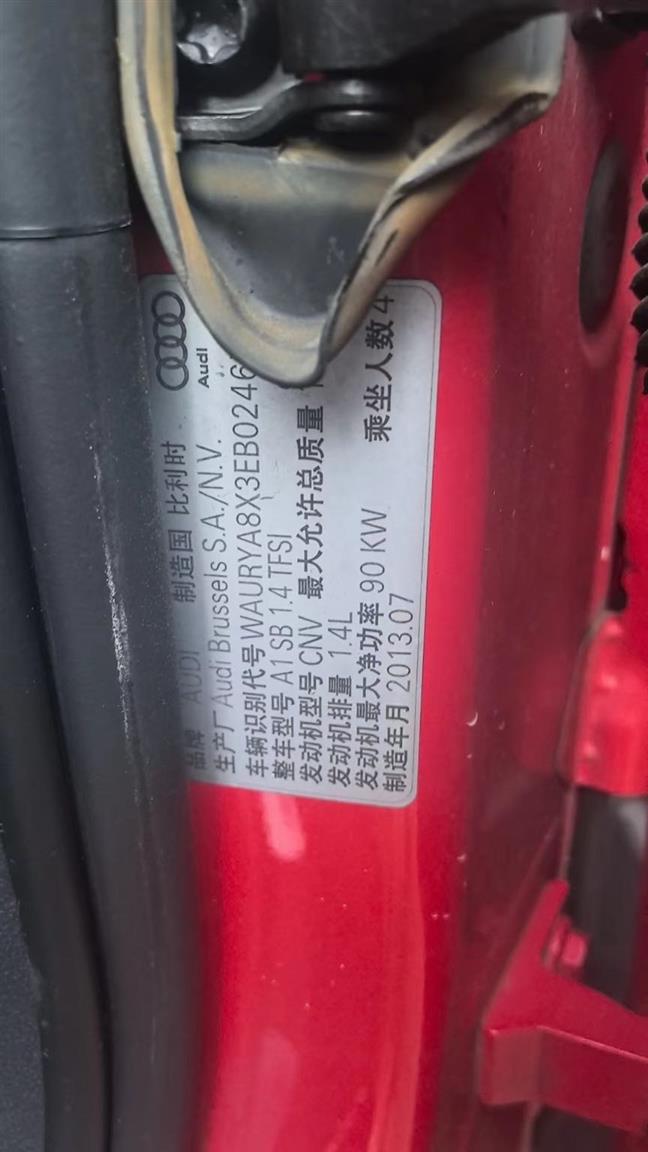 Audi
品牌 AUDI 制造国 比利时
生产厂 Audi Brussels S.A./N.V.
车辆识别代号 WAURYA8X3EB0246
整车型号 A1 SB 1.4 TFSI
发动机型号 CNV 最大允许总质量
发动机排量 1.4L
发动机最大净功率 90 KW 乘坐人数 4
制造年月 2013.07